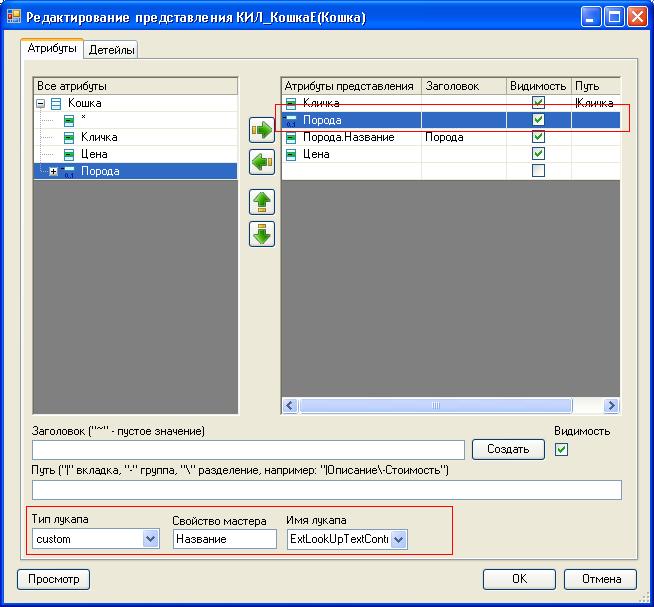 Редактирование представления КИЛ_КошкаE(Кошка)
Атрибуты Детейлы
Все атрибуты
Кошка
*
Кличка
Цена
Порода
Атрибуты представления Заголовок Видимость Путь
Кличка |Кличка
Порода
Порода.Название Порода
Цена
Заголовок ("~" - пустое значение)
Создать
Видимость
Путь ("|" вкладка, "-" группа, "\" разделение, например: "|Описание\-Стоимость")
Тип лукапа Свойство мастера Имя лукапа
custom Название ExtLookUpTextContr
Просмотр OK Отмена